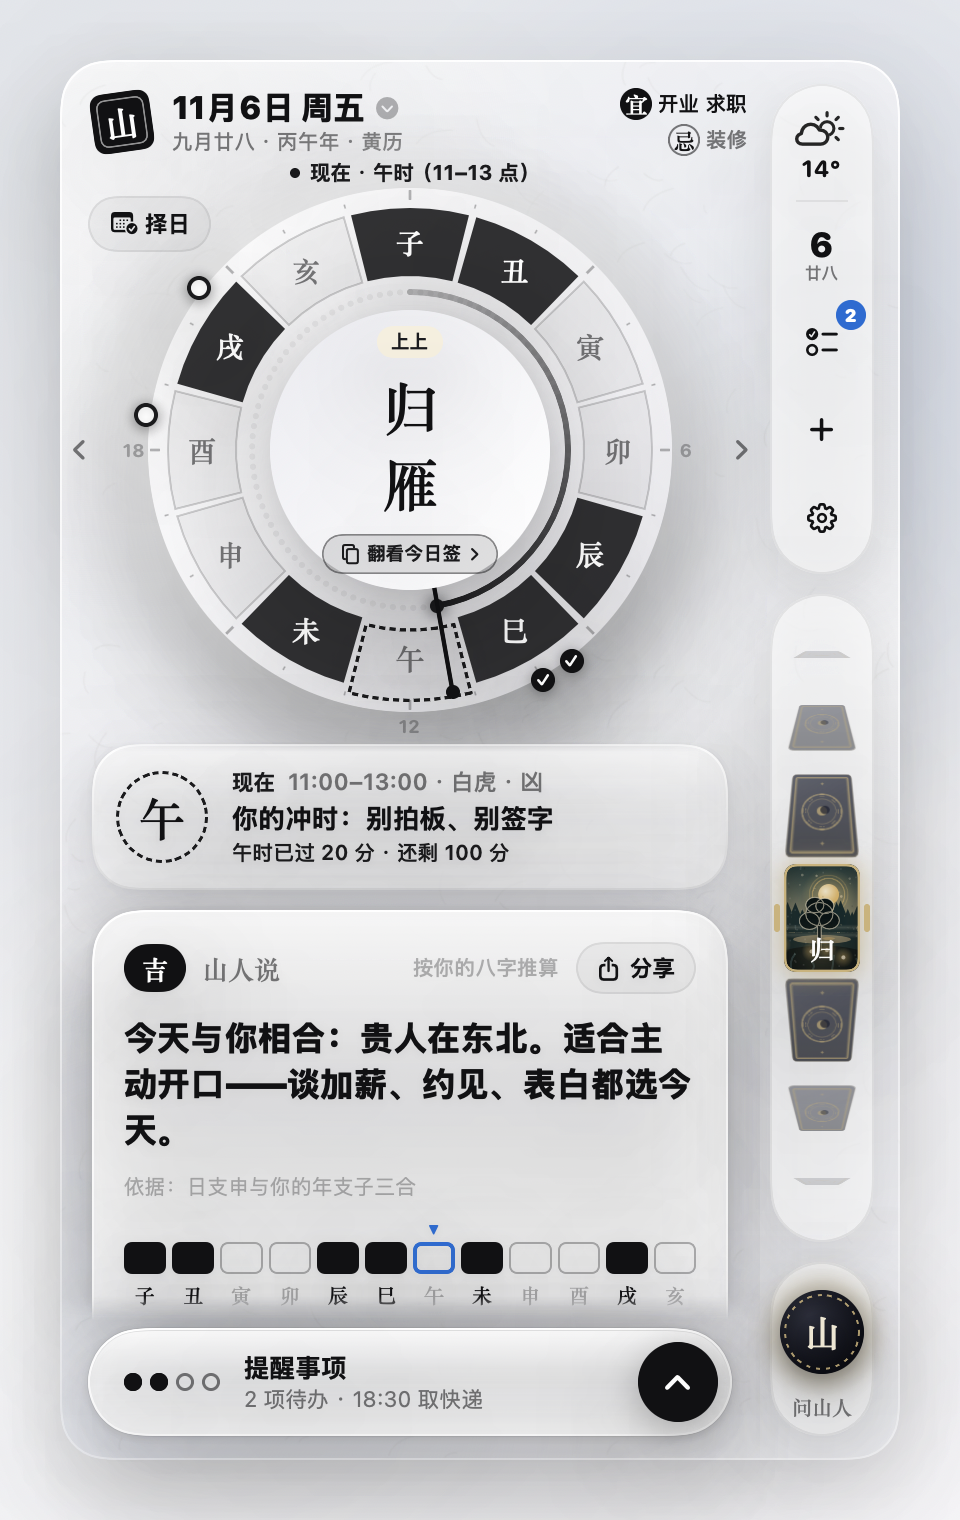 山
11月6日 周五
九月廿八 · 丙午年 · 黄历
宜 开业 求职
忌 装修
现在 · 午时（11–13 点）
择日
子
丑
寅
卯
辰
巳
午
未
申
酉
戌
亥
18
6
12
上上
归
雁
翻看今日签
14°
6
廿八
2
归
午
现在 11:00–13:00 · 白虎 · 凶
你的冲时：别拍板、别签字
午时已过 20 分 · 还剩 100 分
吉 山人说 按你的八字推算 分享
今天与你相合：贵人在东北。适合主
动开口——谈加薪、约见、表白都选今
天。
依据：日支申与你的年支子三合
子 丑 寅 卯 辰 巳 午 未 申 酉 戌 亥
提醒事项
2 项待办 · 18:30 取快递
山
问山人